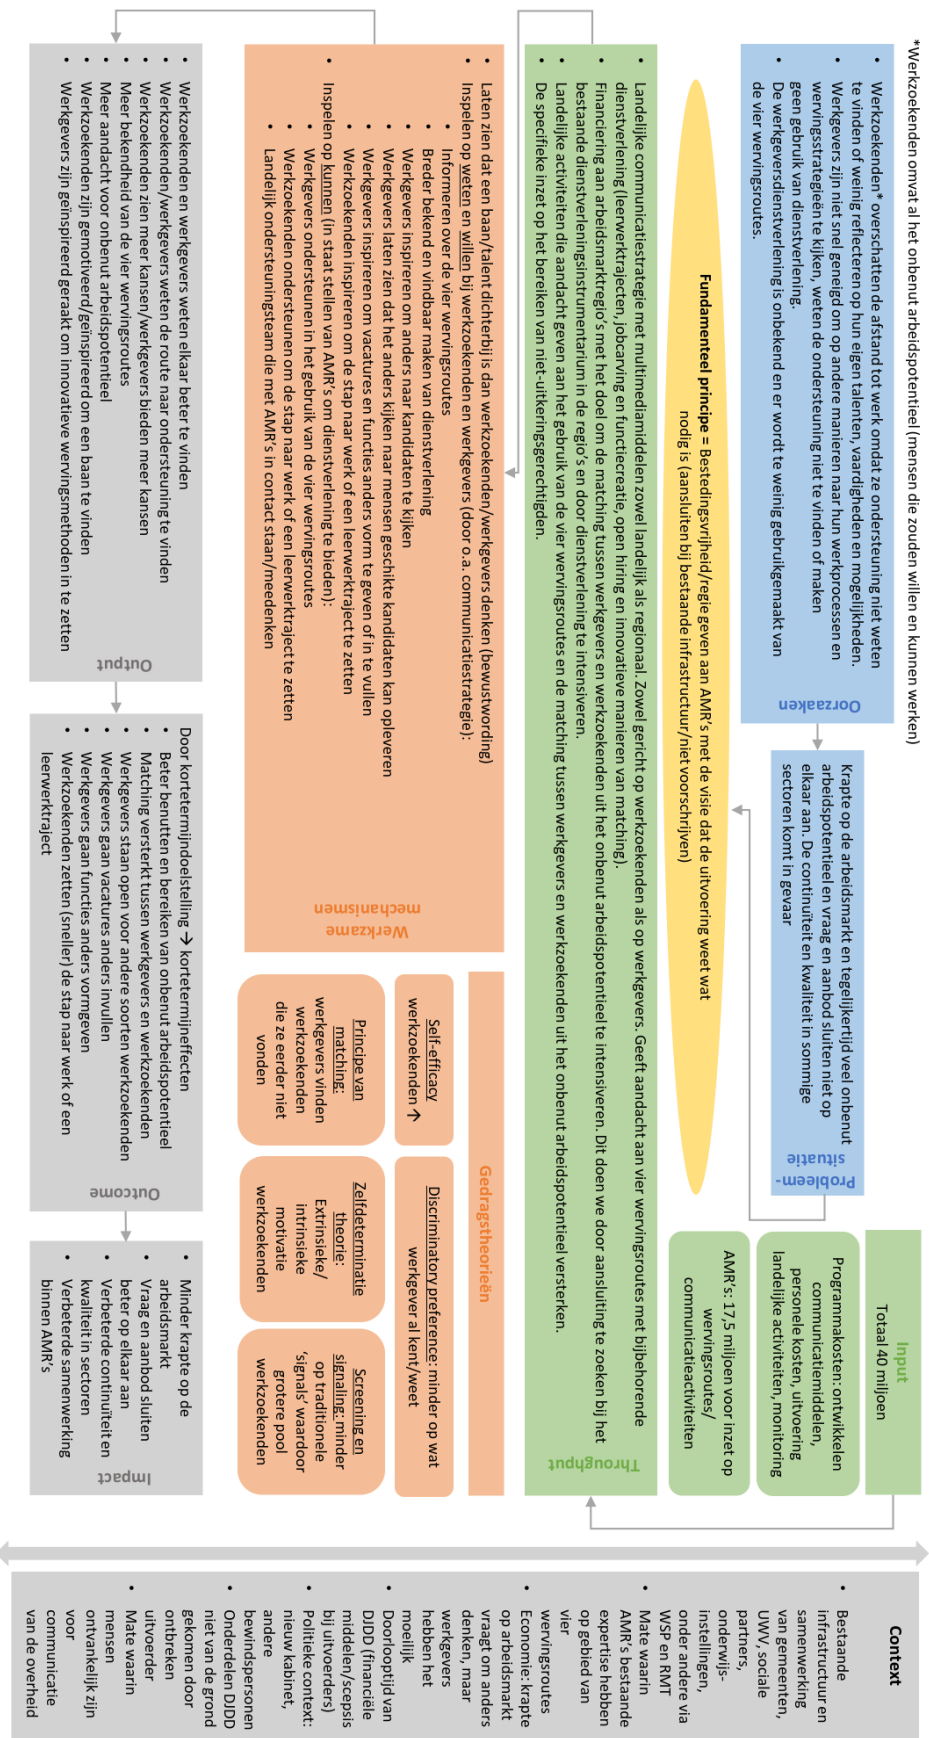 *Werkzoekenden omvat al het onbenut arbeidspotentieel (mensen die zouden willen en kunnen werken)
• Werkzoekenden* overschatten de afstand tot werk omdat ze ondersteuning niet weten
te vinden of weinig reflecteren op hun eigen talenten, vaardigheden en mogelijkheden.
• Werkgevers zijn niet snel geneigd om op andere manieren naar hun werkprocessen en
wervingsstrategieën te kijken, weten de ondersteuning niet te vinden of maken
geen gebruik van dienstverlening.
• De werkgeversdienstverlening is onbekend en er wordt te weinig gebruikgemaakt van
de vier wervingsroutes.
Oorzaaken
Krapte op de arbeidsmarkt en tegelijkertijd veel onbenut
arbeidspotentieel en vraag en aanbod sluiten niet op
elkaar aan. De continuïteit en kwaliteit in sommige
sectoren komt in gevaar
Probleem-
situatie
Input
Totaal 40 miljoen
Programmakosten: ontwikkelen
communicatiemiddelen,
personele kosten, uitvoering
landelijke activiteiten, monitoring
AMR's: 17,5 miljoen voor inzet op
wervingsroutes/
communicatieactiviteiten
Fundamenteel principe = Bestedingsvrijheid/regie geven aan AMR's met de visie dat de uitvoering weet wat
nodig is (aansluiten bij bestaande infrastructuur/niet voorschrijven)
• Landelijke communicatiestrategie met multimediamiddelen zowel landelijk als regionaal. Zowel gericht op werkzoekenden als op werkgevers. Geeft aandacht aan vier wervingsroutes met bijbehorende
dienstverlening (leerwerktrajecten, jobcarving en functiecreatie, open hiring en innovatieve manieren van matching).
• Financiering aan arbeidsmarktregio's met het doel om de matching tussen werkgevers en werkzoekenden uit het onbenut arbeidspotentieel te intensiveren. Dit doen we door aansluiting te zoeken bij het
bestaande dienstverleningsinstrumentarium in de regio's en door dienstverlening te intensiveren.
• Landelijke activiteiten die aandacht geven aan het gebruik van de vier wervingsroutes en de matching tussen werkgevers en werkzoekenden uit het onbenut arbeidspotentieel versterken.
• De specifieke inzet op het bereiken van niet-uitkeringsgerechtigden.
Throughput
• Laten zien dat een baan/talent dichterbij is dan werkzoekenden/werkgevers denken (bewustwording)
• Inspelen op weten en willen bij werkzoekenden en werkgevers (door o.a. communicatiestrategie):
• Informeren over de vier wervingsroutes
• Breder bekend en vindbaar maken van dienstverlening
• Werkgevers inspireren om anders naar kandidaten te kijken
• Werkgevers laten zien dat het anders kijken naar mensen geschikte kandidaten kan opleveren
• Werkgevers inspireren om vacatures en functies anders vorm te geven of in te vullen
• Werkzoekenden inspireren om de stap naar werk of een leerwerktraject te zetten
• Inspelen op kunnen (in staat stellen van AMR's om dienstverlening te bieden):
• Werkgevers ondersteunen in het gebruik van de vier wervingsroutes
• Werkzoekenden ondersteunen om de stap naar werk of een leerwerktraject te zetten
• Landelijk ondersteuningsteam die met AMR's in contact staan/meedenken
Werkzame
mechanismen
Gedragstheorieën
Self-efficacy
werkzoekenden ↑
Discriminatory preference: minder op wat
werkgever al kent/weet
Principe van
matching:
werkgevers vinden
werkzoekenden
die ze eerder niet
vonden
Zelfdeterminatie
theorie:
Extrinsieke/
intrinsieke
motivatie
werkzoekenden
Screening en
signaling: minder
op traditionele
'signals' waardoor
grotere pool
werkzoekenden
• Werkzoekenden en werkgevers weten elkaar beter te vinden
• Werkzoekenden/werkgevers weten de route naar ondersteuning te vinden
• Werkzoekenden zien meer kansen/werkgevers bieden meer kansen
• Meer bekendheid van de vier wervingsroutes
• Meer aandacht voor onbenut arbeidspotentieel
• Werkzoekenden zijn gemotiveerd/geïnspireerd om een baan te vinden
• Werkgevers zijn geïnspireerd geraakt om innovatieve wervingsmethoden in te zetten
Output
Door kortetermijndoelstelling → kortetermijneffecten
• Beter benutten en bereiken van onbenut arbeidspotentieel
• Matching versterkt tussen werkgevers en werkzoekenden
• Werkgevers staan open voor andere soorten werkzoekenden
• Werkgevers gaan vacatures anders invullen
• Werkgevers gaan functies anders vormgeven
• Werkzoekenden zetten (sneller) de stap naar werk of een
leerwerktraject
Outcome
• Minder krapte op de
arbeidsmarkt
• Vraag en aanbod sluiten
beter op elkaar aan
• Verbeterde continuïteit en
kwaliteit in sectoren
• Verbeterde samenwerking
binnen AMR's
Impact
Context
• Bestaande
infrastructuur en
samenwerking
van gemeenten,
UWV, sociale
partners,
onderwijs-
instellingen,
onder andere via
WSP en RMT
• Mate waarin
AMR's bestaande
expertise hebben
op gebied van
vier
wervingsroutes
• Economie: krapte
op arbeidsmarkt
vraagt om anders
denken, maar
werkgevers
hebben het
moeilijk
• Doorlooptijd van
DJDD (financiële
middelen/scepsis
bij uitvoerders)
• Politieke context:
nieuw kabinet,
andere
bewindspersonen
• Onderdelen DJDD
niet van de grond
gekomen door
ontbreken
uitvoerder
• Mate waarin
mensen
ontvankelijk zijn
voor
communicatie
van de overheid